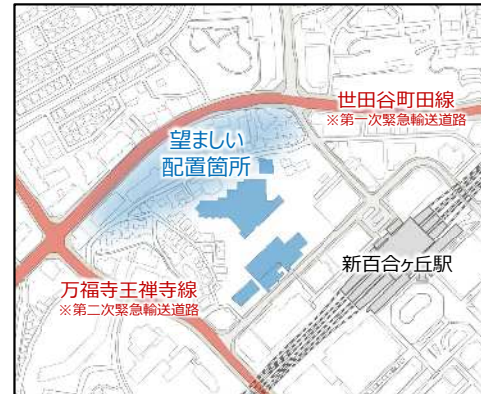 世田谷町田線
※第一次緊急輸送道路
望ましい
配置箇所
新百合ヶ丘駅
万福寺王禅寺線
※第二次緊急輸送道路